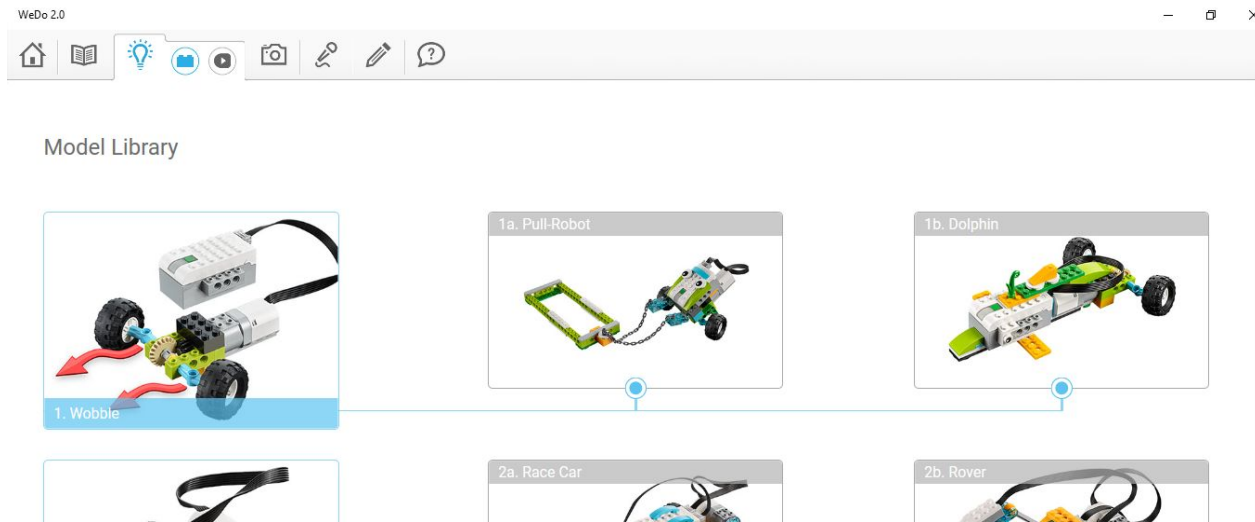 WeDo 2.0
Model Library
1a. Pull-Robot
1b. Dolphin
1. Wobble
2a. Race Car
2b. Rover